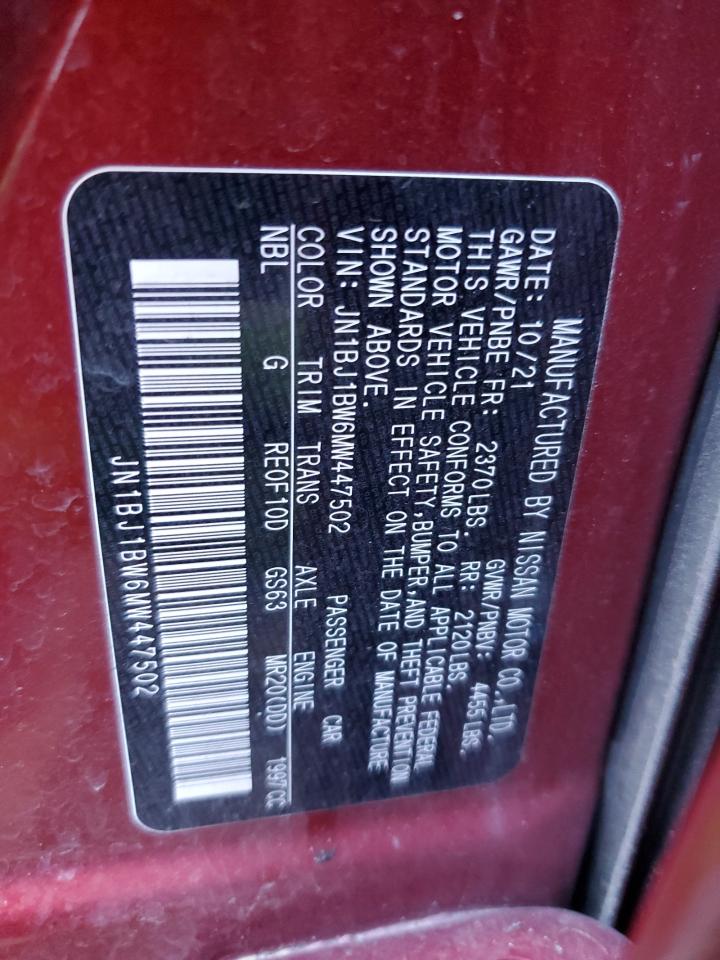 MANUFACTURED BY NISSAN MOTOR CO.,LTD.
DATE: 10/21 GVWR/PNBV: 4455LBS.
GAWR/PNBE FR: 2370LBS. RR: 2120LBS.
THIS VEHICLE CONFORMS TO ALL APPLICABLE FEDERAL
MOTOR VEHICLE SAFETY,BUMPER,AND THEFT PREVENTION
STANDARDS IN EFFECT ON THE DATE OF MANUFACTURE
SHOWN ABOVE.
VIN: JN1BJ1BW6MW447502 PASSENGER CAR
COLOR TRIM TRANS AXLE ENGINE
NBL G RE0F10D GS63 MR20(DD) 1997CC
JN1BJ1BW6MW447502